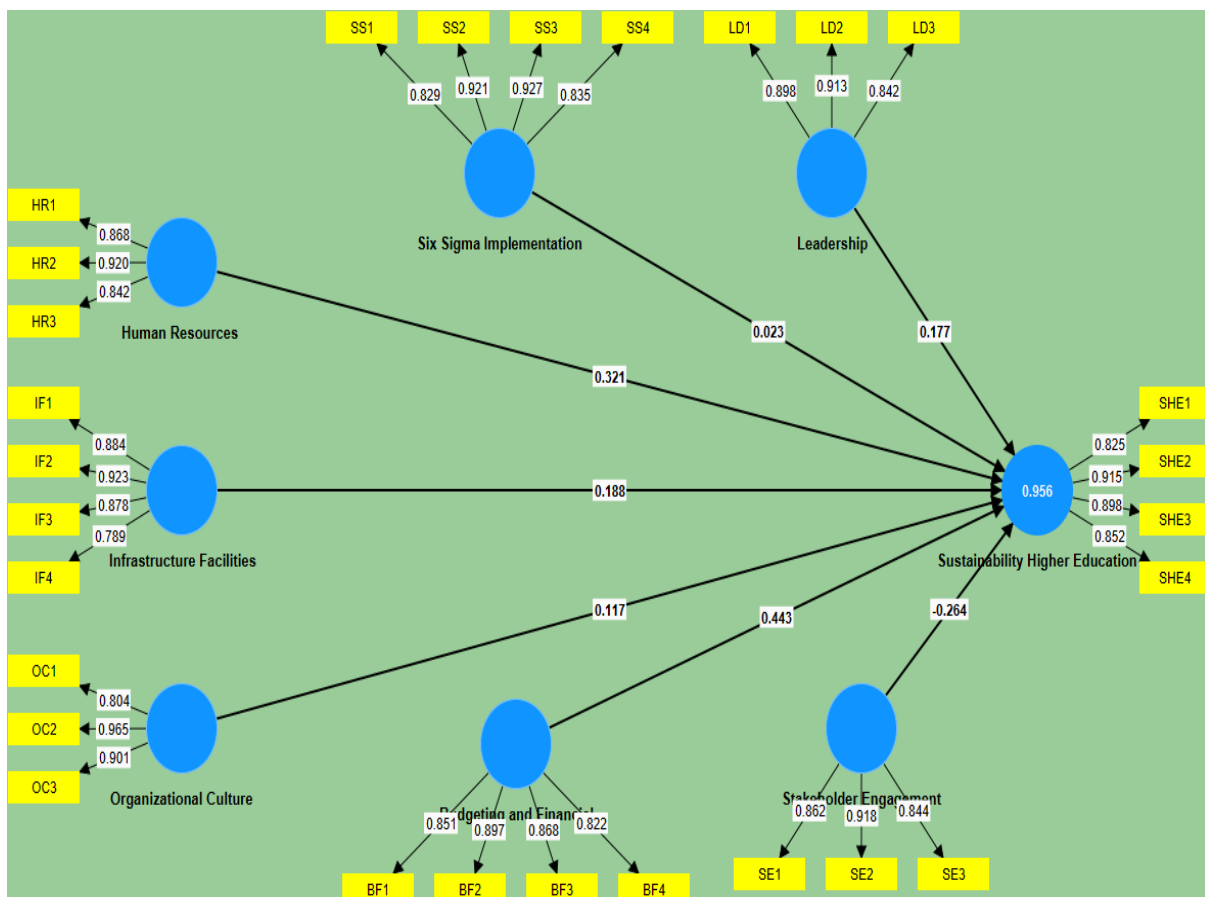 SS1 SS2 SS3 SS4 LD1 LD2 LD3
0.829 0.921 0.927 0.835 0.898 0.913 0.842
HR1
0.868
HR2
0.920
0.842
HR3
Six Sigma Implementation
Leadership
Human Resources
0.023
0.177
0.321
IF1
0.884
IF2
0.923
0.878
IF3
0.789
IF4
Infrastructure Facilities
0.188
0.956
SHE1
0.825
SHE2
0.915
0.898
SHE3
0.852
SHE4
Sustainability Higher Education
0.117
0.443
-0.264
OC1
0.804
OC2
0.965
0.901
OC3
Organizational Culture
Budgeting and Financial
Stakeholder Engagement
0.851 0.897 0.868 0.822
0.862 0.918 0.844
BF1 BF2 BF3 BF4
SE1 SE2 SE3